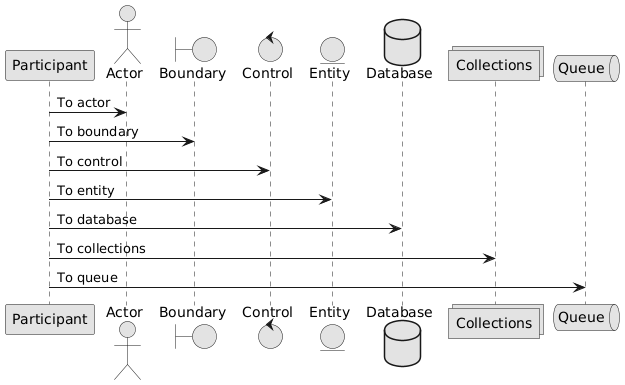 Participant Actor Boundary Control Entity Database Collections Queue
To actor
To boundary
To control
To entity
To database
To collections
To queue
Participant Actor Boundary Control Entity Database Collections Queue